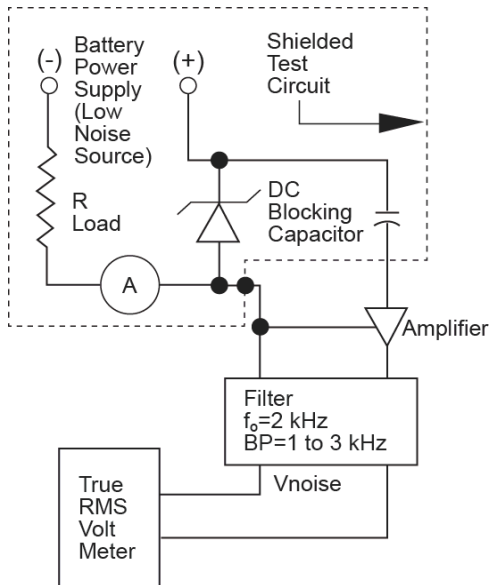 (-)
Battery
Power
Supply
(Low
Noise
Source)
(+)
Shielded
Test
Circuit
R
Load
DC
Blocking
Capacitor
A
Amplifier
Filter
fₒ=2 kHz
BP=1 to 3 kHz
Vnoise
True
RMS
Volt
Meter